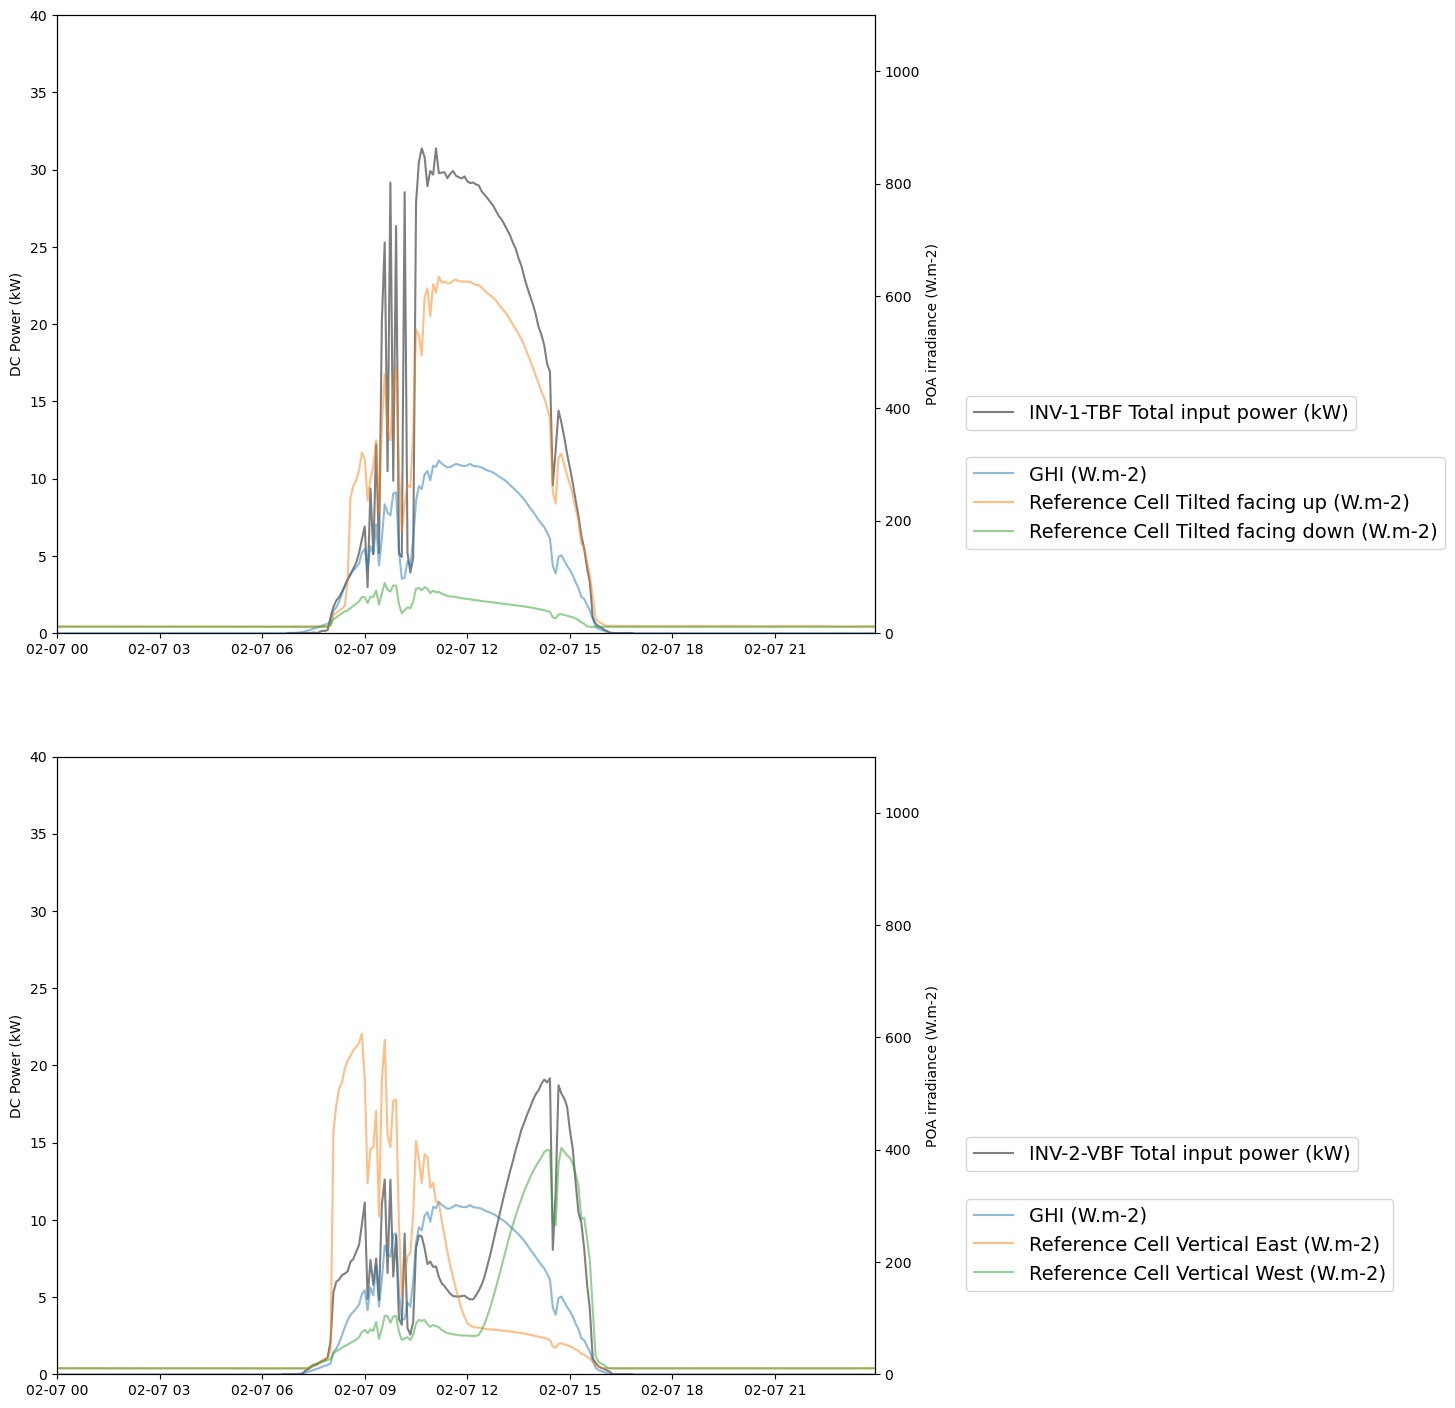 40
35
30
25
20
15
10
5
0
DC Power (kW)
1000
800
600
400
200
0
POA irradiance (W.m-2)
02-07 00 02-07 03 02-07 06 02-07 09 02-07 12 02-07 15 02-07 18 02-07 21
INV-1-TBF Total input power (kW)
GHI (W.m-2)
Reference Cell Tilted facing up (W.m-2)
Reference Cell Tilted facing down (W.m-2)
40
35
30
25
20
15
10
5
0
DC Power (kW)
1000
800
600
400
200
0
POA irradiance (W.m-2)
02-07 00 02-07 03 02-07 06 02-07 09 02-07 12 02-07 15 02-07 18 02-07 21
INV-2-VBF Total input power (kW)
GHI (W.m-2)
Reference Cell Vertical East (W.m-2)
Reference Cell Vertical West (W.m-2)